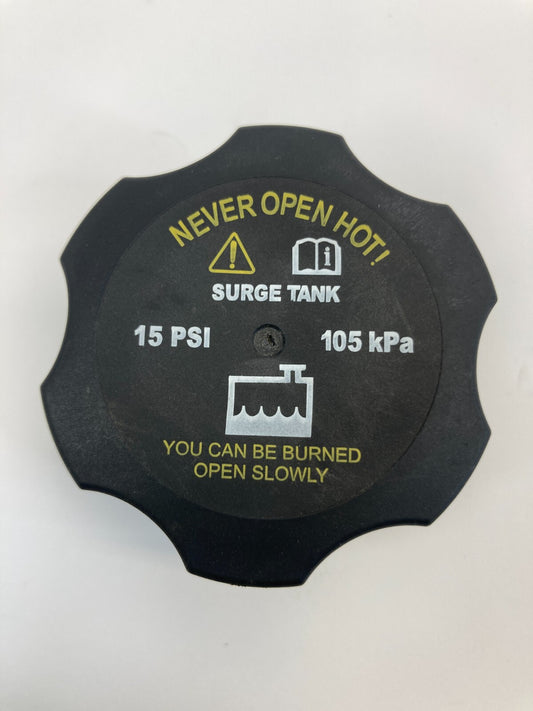 NEVER OPEN HOT!
i
SURGE TANK
15 PSI 105 kPa
YOU CAN BE BURNED
OPEN SLOWLY